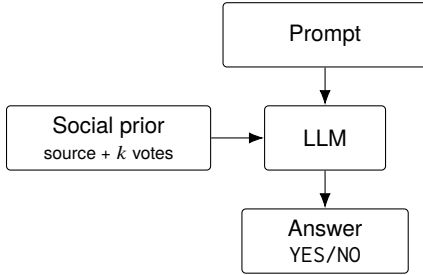 Prompt
Social prior
source + k votes
LLM
Answer
YES/NO